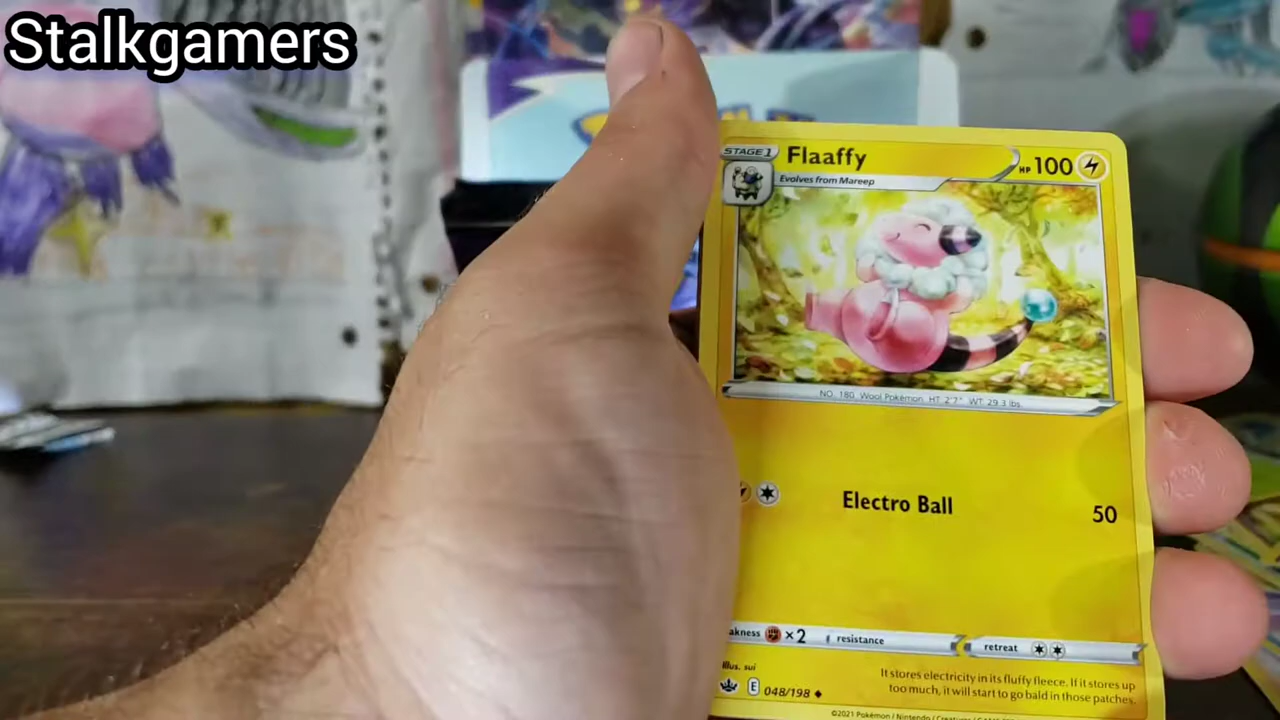 Stalkgamers
STAGE 1
Flaaffy
HP 100
Evolves from Mareep
NO. 180 Wool Pokémon HT: 2'7" WT: 29.3 lbs.
Electro Ball
50
akness ×2 resistance
retreat
Illus. sui
E 048/198
It stores electricity in its fluffy fleece. If it stores up
too much, it will start to go bald in those patches.
©2021 Pokémon / Nintendo / Creatures /